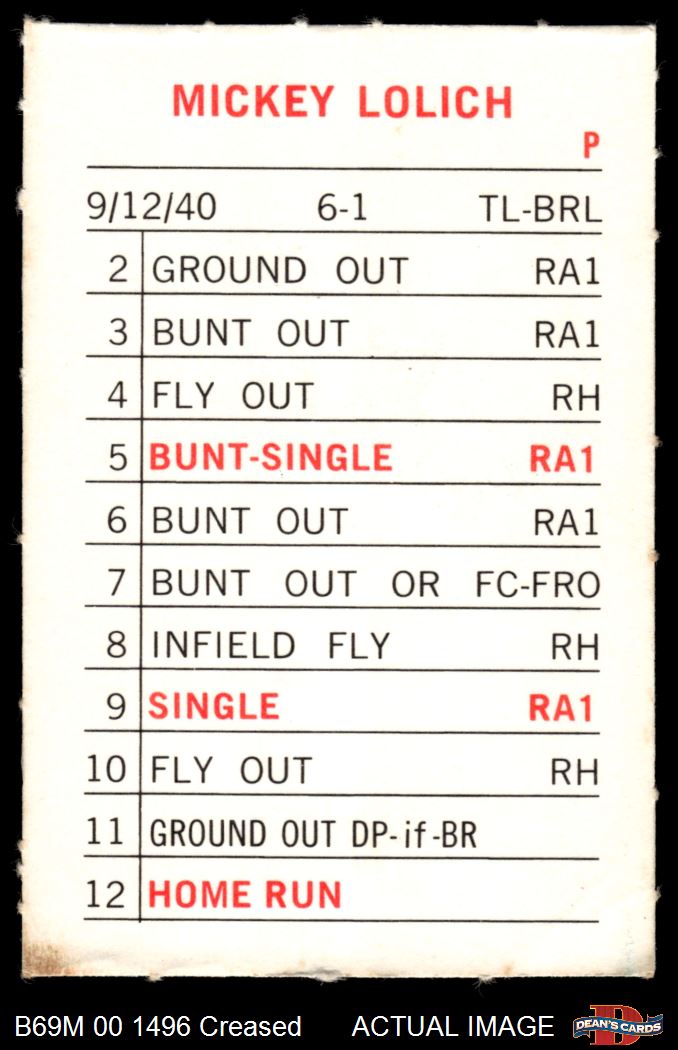 MICKEY LOLICH
P
9/12/40 6-1 TL-BRL
2 GROUND OUT RA1
3 BUNT OUT RA1
4 FLY OUT RH
5 BUNT-SINGLE RA1
6 BUNT OUT RA1
7 BUNT OUT OR FC-FRO
8 INFIELD FLY RH
9 SINGLE RA1
10 FLY OUT RH
11 GROUND OUT DP-if-BR
12 HOME RUN
B69M 00 1496 Creased ACTUAL IMAGE D DEAN'S CARDS